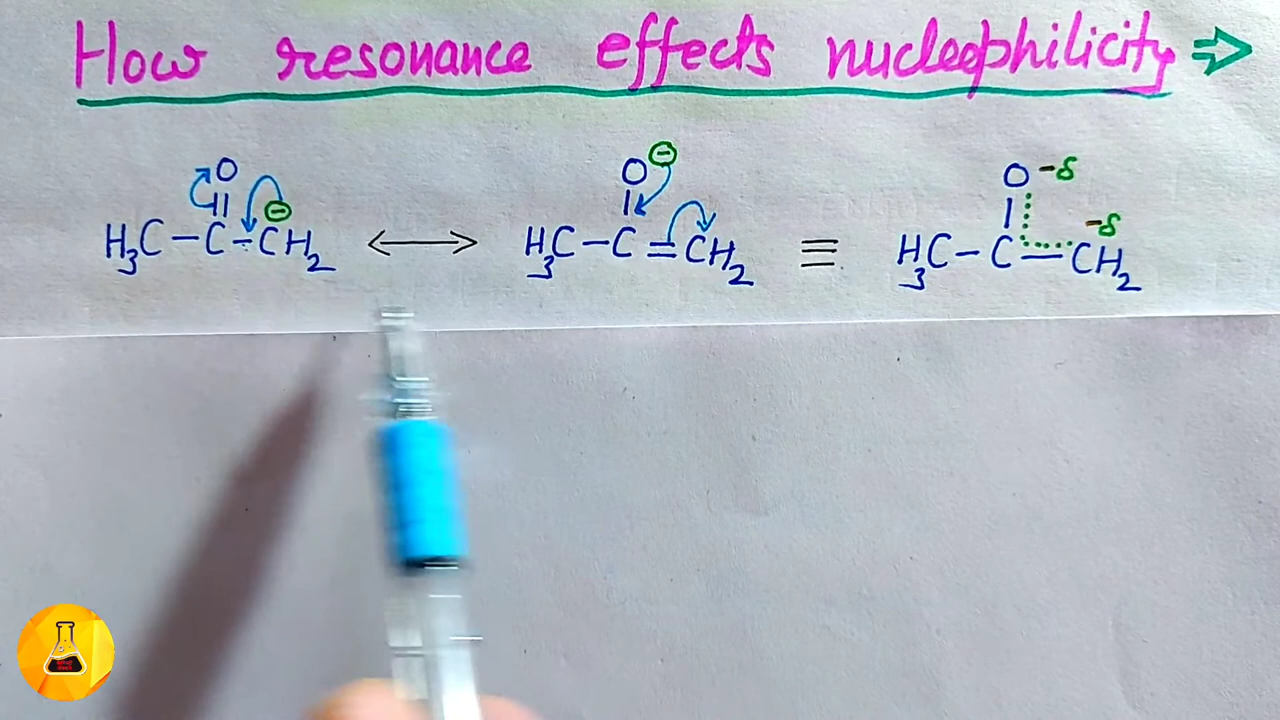 How resonance effects nucleophilicity ⇒
O O ⊖ O -δ
|| ⊖ | | -δ
H₃C – C – CH₂ ⟷ H₃C – C = CH₂ ≡ H₃C – C — CH₂